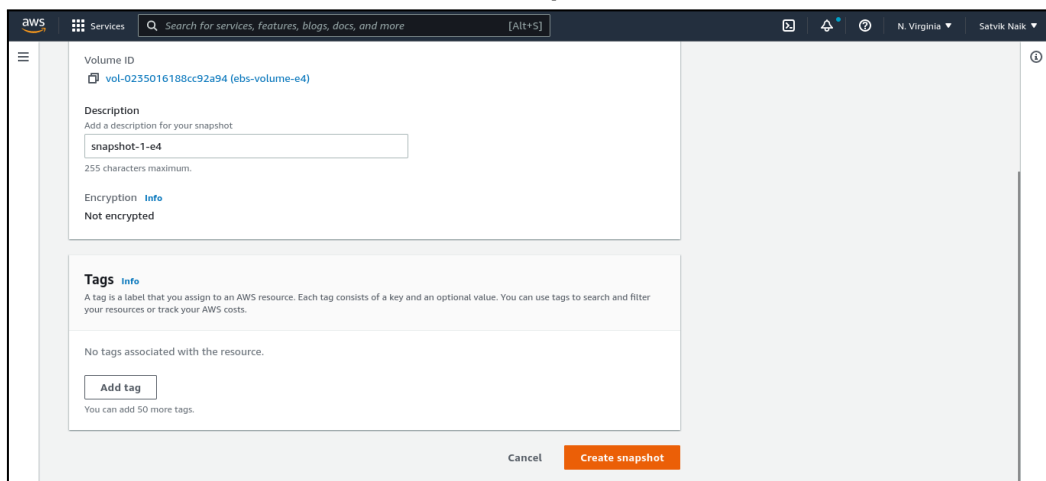 aws Services Search for services, features, blogs, docs, and more [Alt+S] N. Virginia ▼ Satvik Naik ▼
Volume ID
vol-0235016188cc92a94 (ebs-volume-e4)
Description
Add a description for your snapshot
snapshot-1-e4
255 characters maximum.
Encryption Info
Not encrypted
Tags Info
A tag is a label that you assign to an AWS resource. Each tag consists of a key and an optional value. You can use tags to search and filter
your resources or track your AWS costs.
No tags associated with the resource.
Add tag
You can add 50 more tags.
Cancel Create snapshot